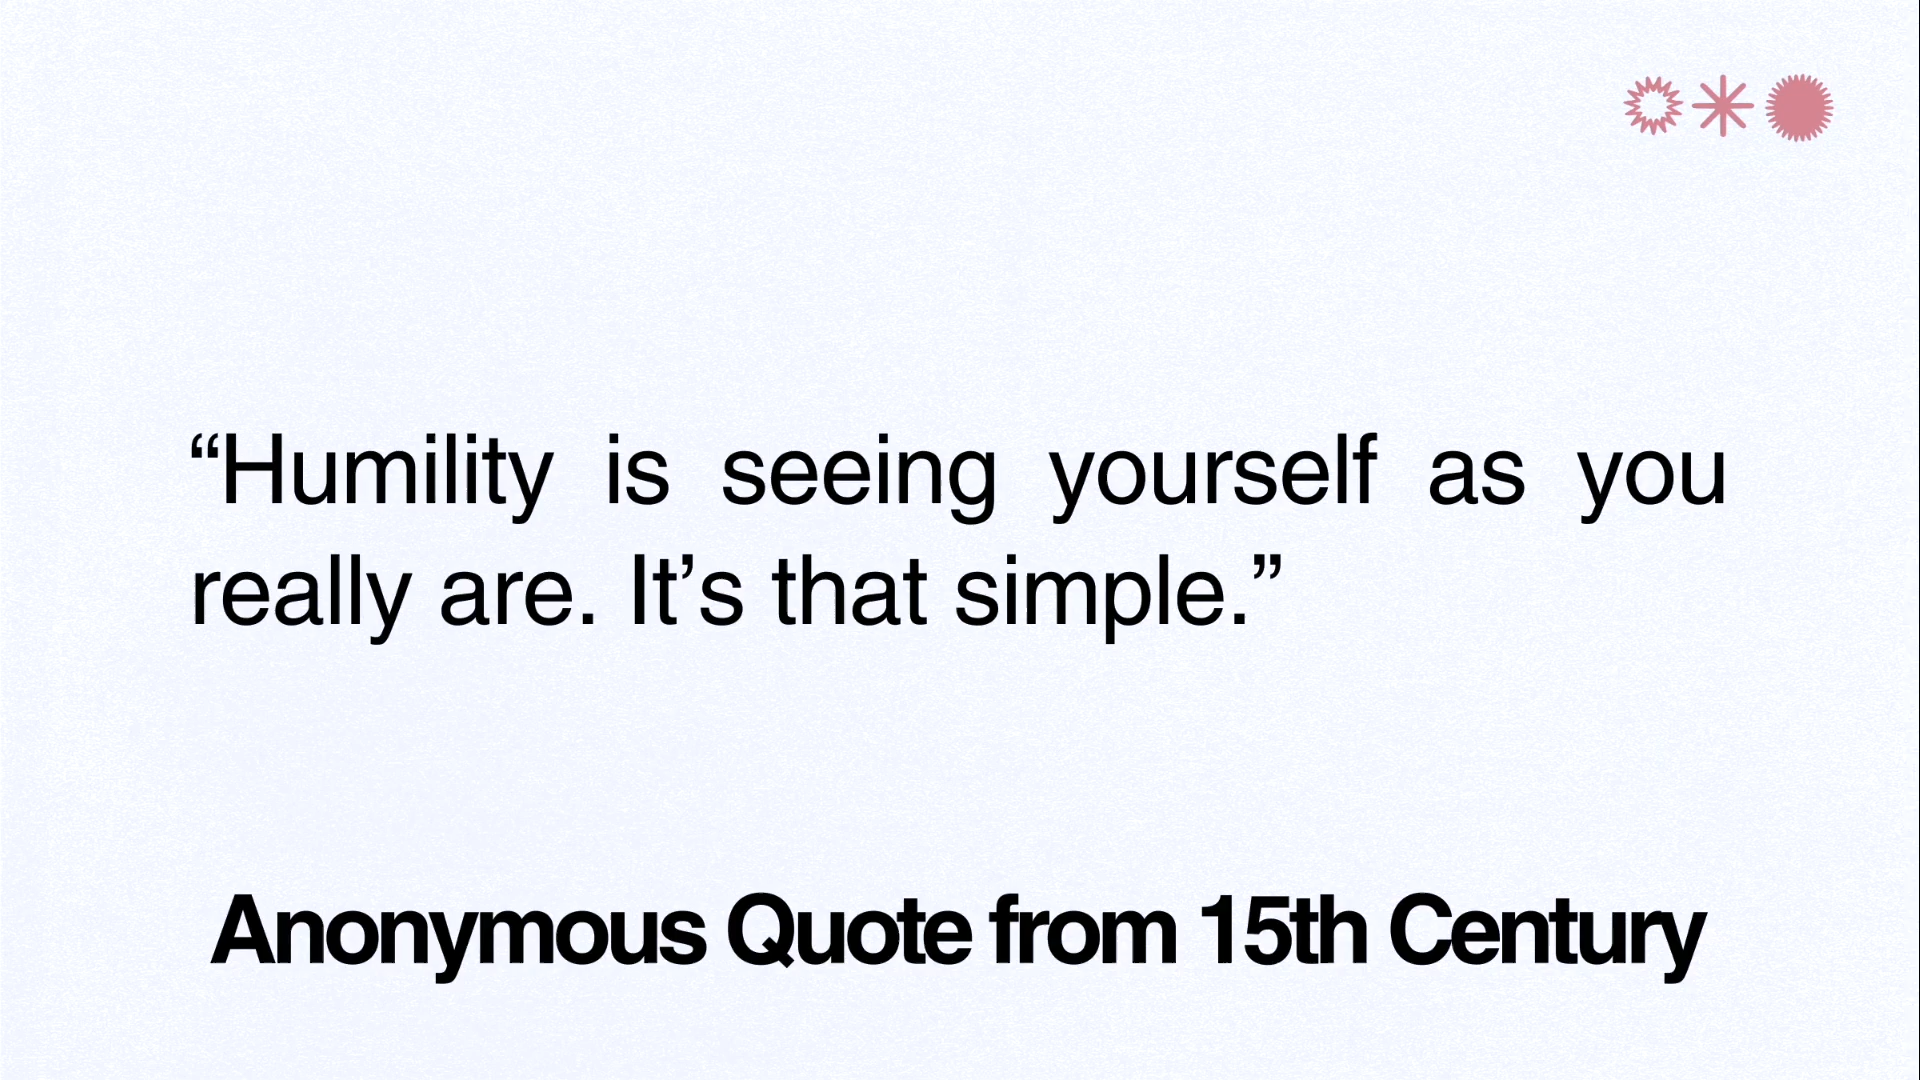 “Humility is seeing yourself as you
really are. It’s that simple.”
Anonymous Quote from 15th Century